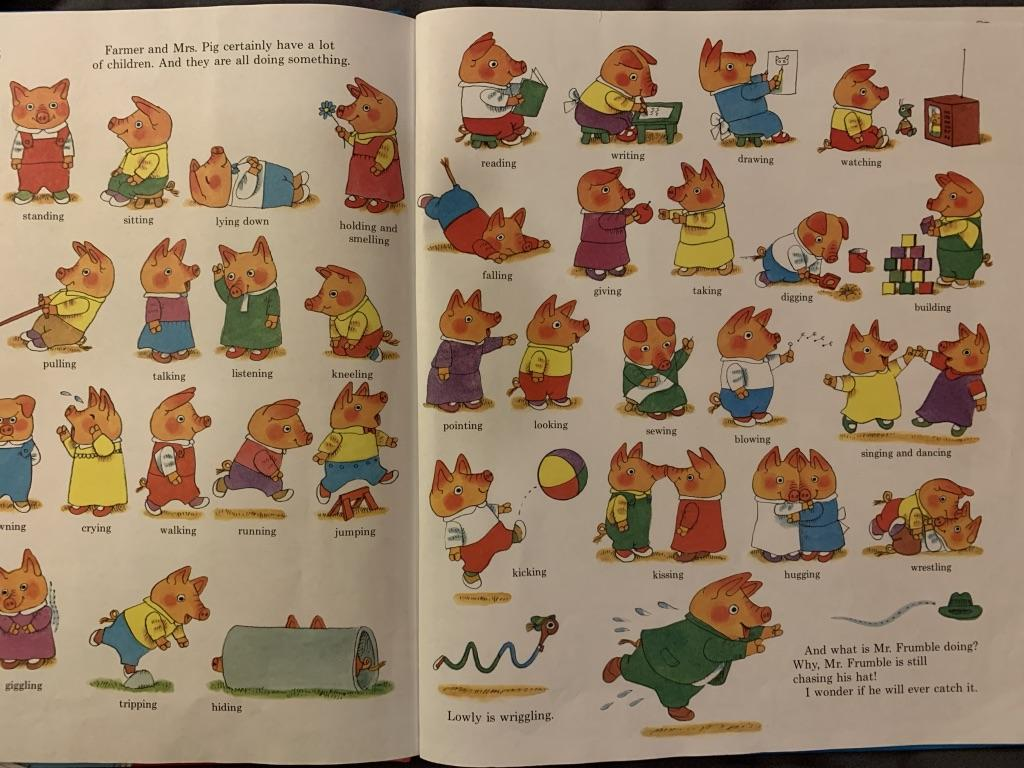 Farmer and Mrs. Pig certainly have a lot
of children. And they are all doing something.
standing
sitting
lying down
holding and
smelling
pulling
talking
listening
kneeling
crying
walking
running
jumping
giggling
tripping
hiding
reading
writing
drawing
watching
falling
giving
taking
digging
building
pointing
looking
sewing
blowing
singing and dancing
kicking
kissing
hugging
wrestling
Lowly is wriggling.
And what is Mr. Frumble doing?
Why, Mr. Frumble is still
chasing his hat!
I wonder if he will ever catch it.